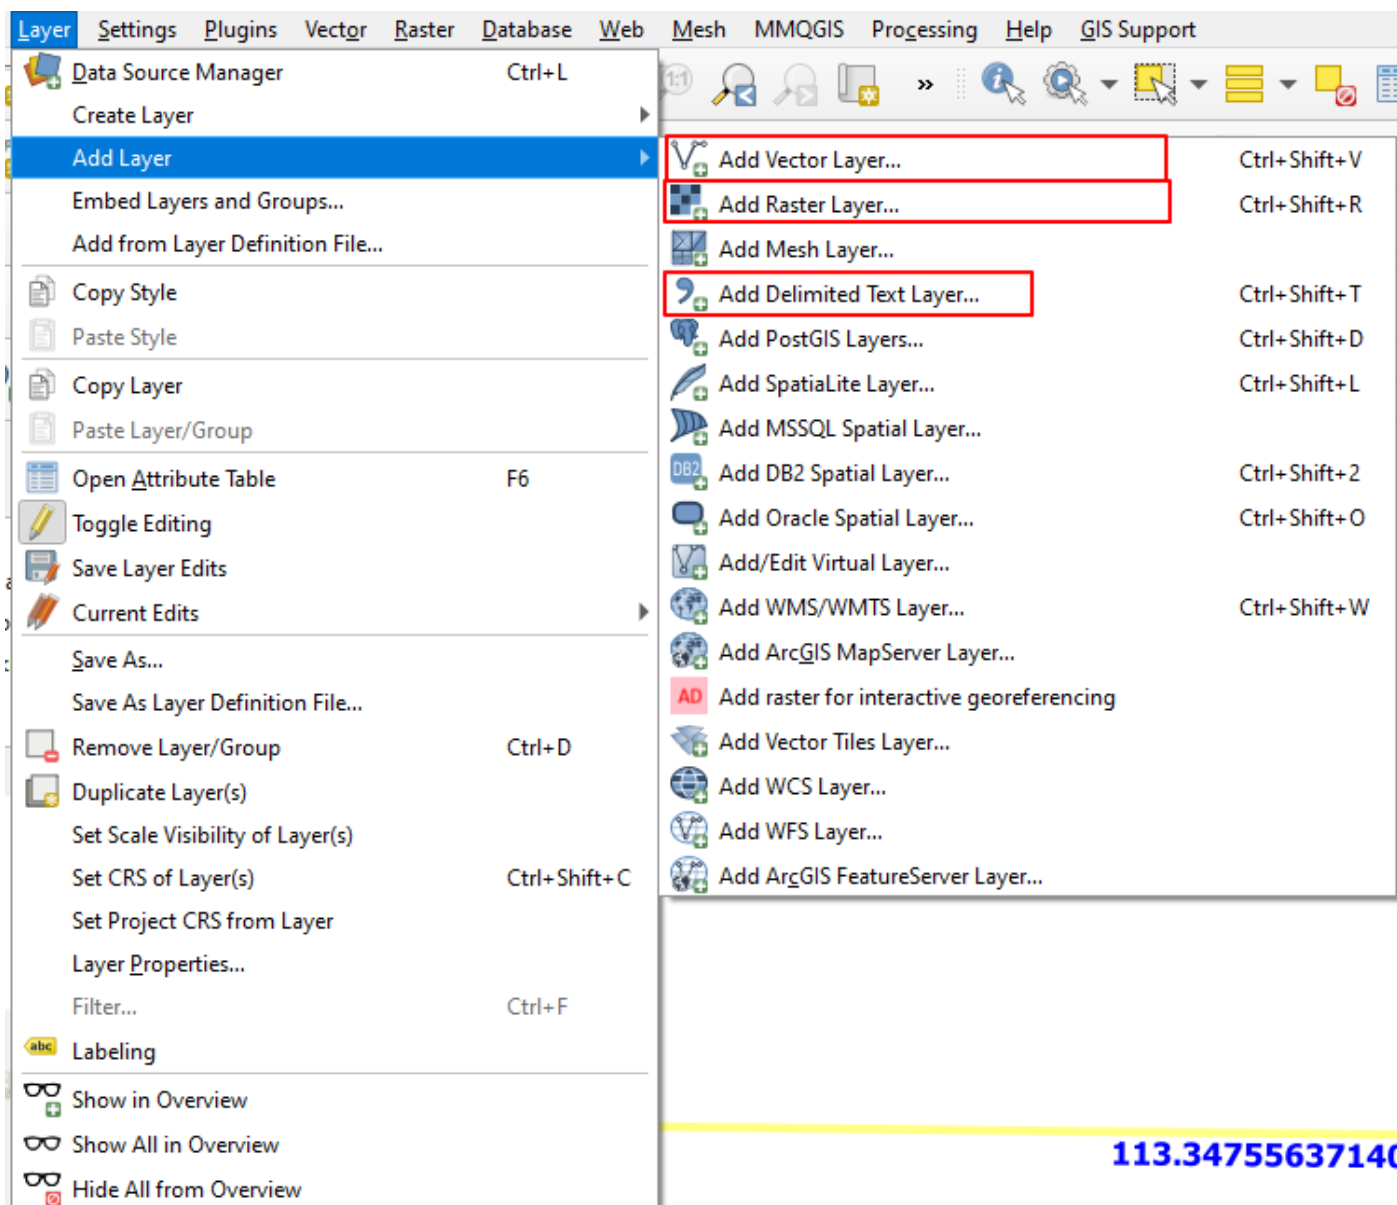 Layer Settings Plugins Vector Raster Database Web Mesh MMQGIS Processing Help GIS Support
Data Source Manager Ctrl+L
Create Layer
Add Layer
Embed Layers and Groups...
Add from Layer Definition File...
Copy Style
Paste Style
Copy Layer
Paste Layer/Group
Open Attribute Table F6
Toggle Editing
Save Layer Edits
Current Edits
Save As...
Save As Layer Definition File...
Remove Layer/Group Ctrl+D
Duplicate Layer(s)
Set Scale Visibility of Layer(s)
Set CRS of Layer(s) Ctrl+Shift+C
Set Project CRS from Layer
Layer Properties...
Filter... Ctrl+F
abc Labeling
Show in Overview
Show All in Overview
Hide All from Overview
1:1 »
Add Vector Layer... Ctrl+Shift+V
Add Raster Layer... Ctrl+Shift+R
Add Mesh Layer...
Add Delimited Text Layer... Ctrl+Shift+T
Add PostGIS Layers... Ctrl+Shift+D
Add SpatiaLite Layer... Ctrl+Shift+L
Add MSSQL Spatial Layer...
DB2 Add DB2 Spatial Layer... Ctrl+Shift+2
Add Oracle Spatial Layer... Ctrl+Shift+O
Add/Edit Virtual Layer...
Add WMS/WMTS Layer... Ctrl+Shift+W
Add ArcGIS MapServer Layer...
AD Add raster for interactive georeferencing
Add Vector Tiles Layer...
Add WCS Layer...
Add WFS Layer...
Add ArcGIS FeatureServer Layer...
113.3475563714